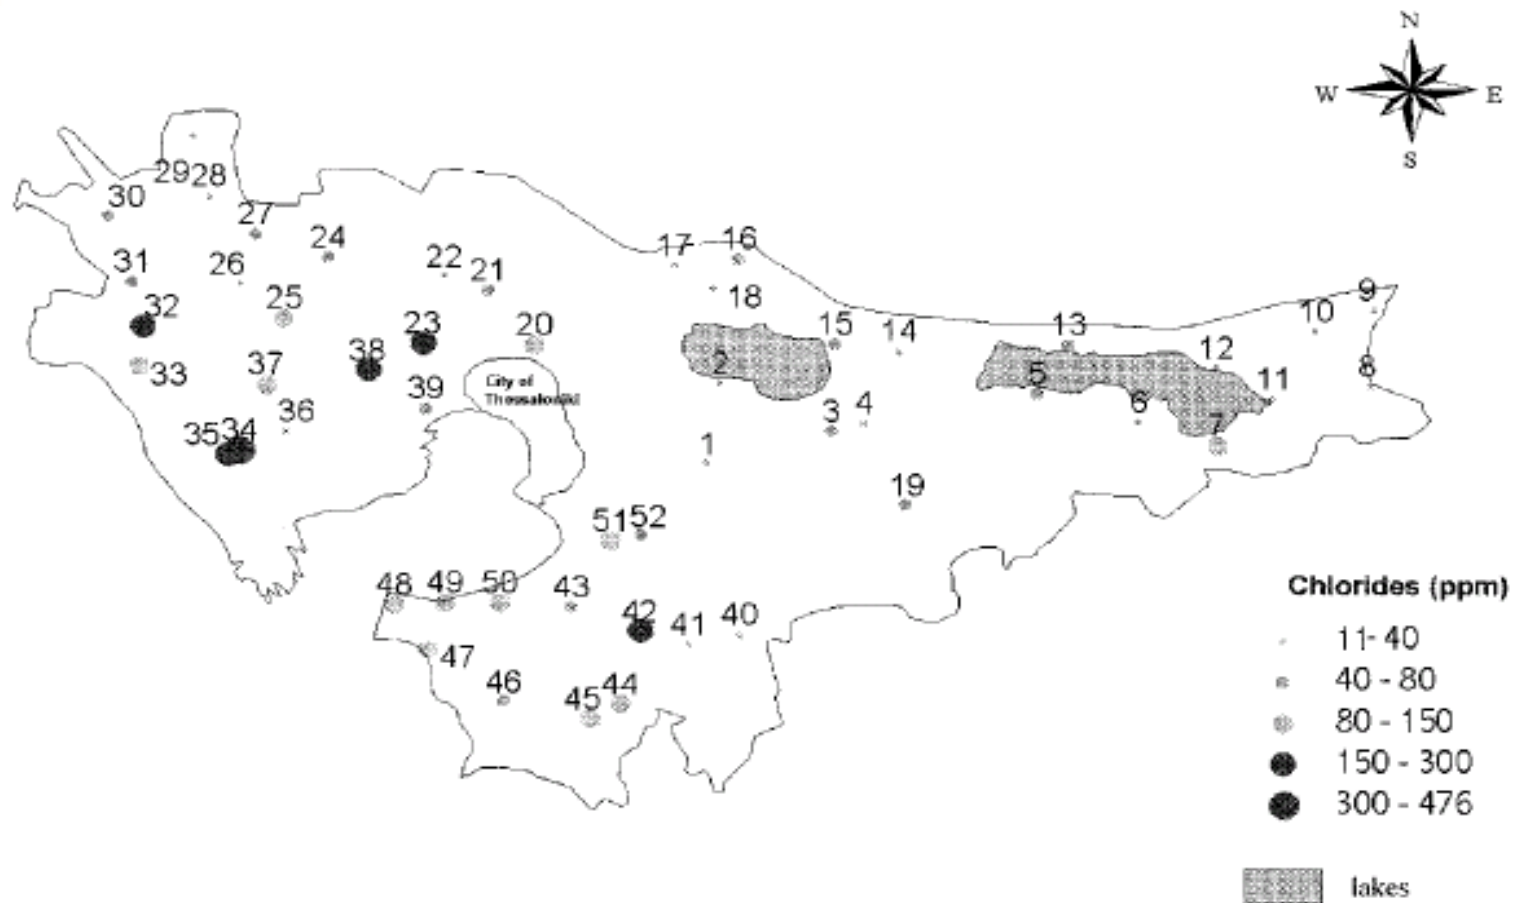 N
W E
S
29 28
30
27
24
17 16
22
31 26
21
9
18
10
32 25
23 20 15 14 13
38 12
33 37 2 8
City of
Thessaloniki
5 11
39
36 3 4 6
35 34 7
1
19
51 52
48 49 50 43
42 41 40
47
46
45 44
Chlorides (ppm)
11- 40
40 - 80
80 - 150
150 - 300
300 - 476
lakes